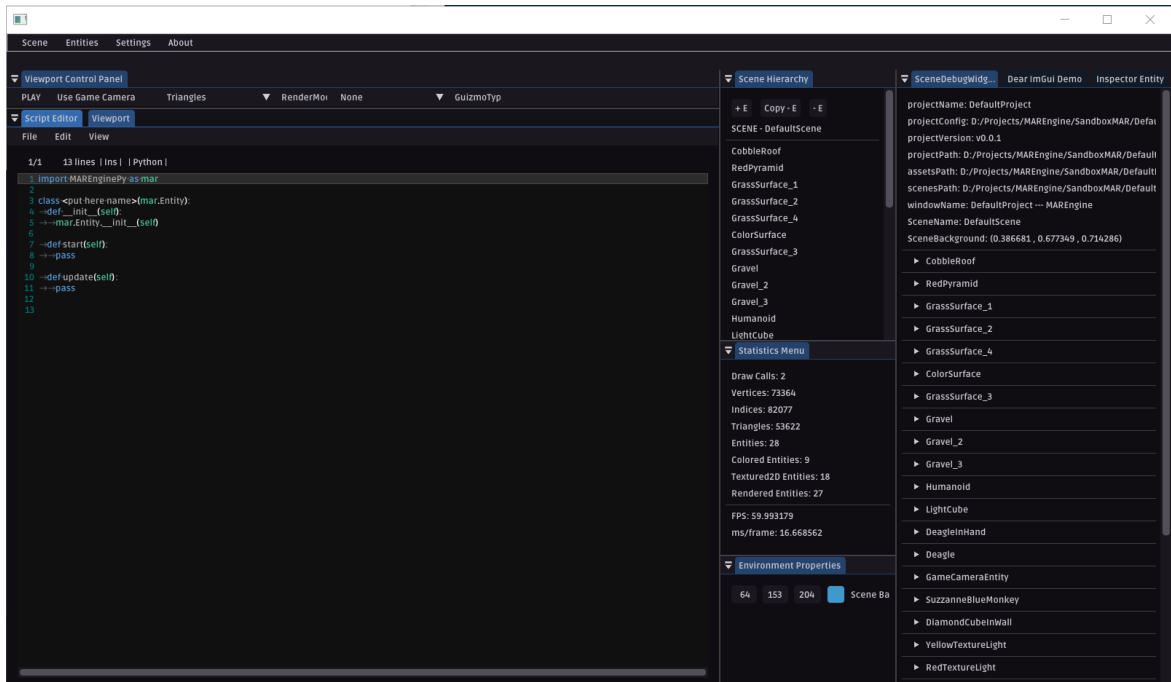 Scene Entities Settings About
Viewport Control Panel
PLAY Use Game Camera Triangles RenderMo None GuizmoTyp
Script Editor Viewport
File Edit View
1/1 13 lines | Ins | | Python |
1 import MAREnginePy as mar
2
3 class <put here name>(mar.Entity):
4 def __init__(self):
5 mar.Entity.__init__(self)
6
7 def start(self):
8 pass
9
10 def update(self):
11 pass
12
13
Scene Hierarchy
+ E Copy - E - E
SCENE - DefaultScene
CobbleRoof
RedPyramid
GrassSurface_1
GrassSurface_2
GrassSurface_4
ColorSurface
GrassSurface_3
Gravel
Gravel_2
Gravel_3
Humanoid
LightCube
Statistics Menu
Draw Calls: 2
Vertices: 73364
Indices: 82077
Triangles: 53622
Entities: 28
Colored Entities: 9
Textured2D Entities: 18
Rendered Entities: 27
FPS: 59.993179
ms/frame: 16.668562
Environment Properties
64 153 204 Scene Ba
SceneDebugWidg... Dear ImGui Demo Inspector Entity
projectName: DefaultProject
projectConfig: D:/Projects/MAREngine/SandboxMAR/Defau
projectVersion: v0.0.1
projectPath: D:/Projects/MAREngine/SandboxMAR/Default
assetsPath: D:/Projects/MAREngine/SandboxMAR/Default
scenesPath: D:/Projects/MAREngine/SandboxMAR/Default
windowName: DefaultProject --- MAREngine
SceneName: DefaultScene
SceneBackground: (0.386681 , 0.677349 , 0.714286)
CobbleRoof
RedPyramid
GrassSurface_1
GrassSurface_2
GrassSurface_4
ColorSurface
GrassSurface_3
Gravel
Gravel_2
Gravel_3
Humanoid
LightCube
DeagleInHand
Deagle
GameCameraEntity
SuzzanneBlueMonkey
DiamondCubeInWall
YellowTextureLight
RedTextureLight